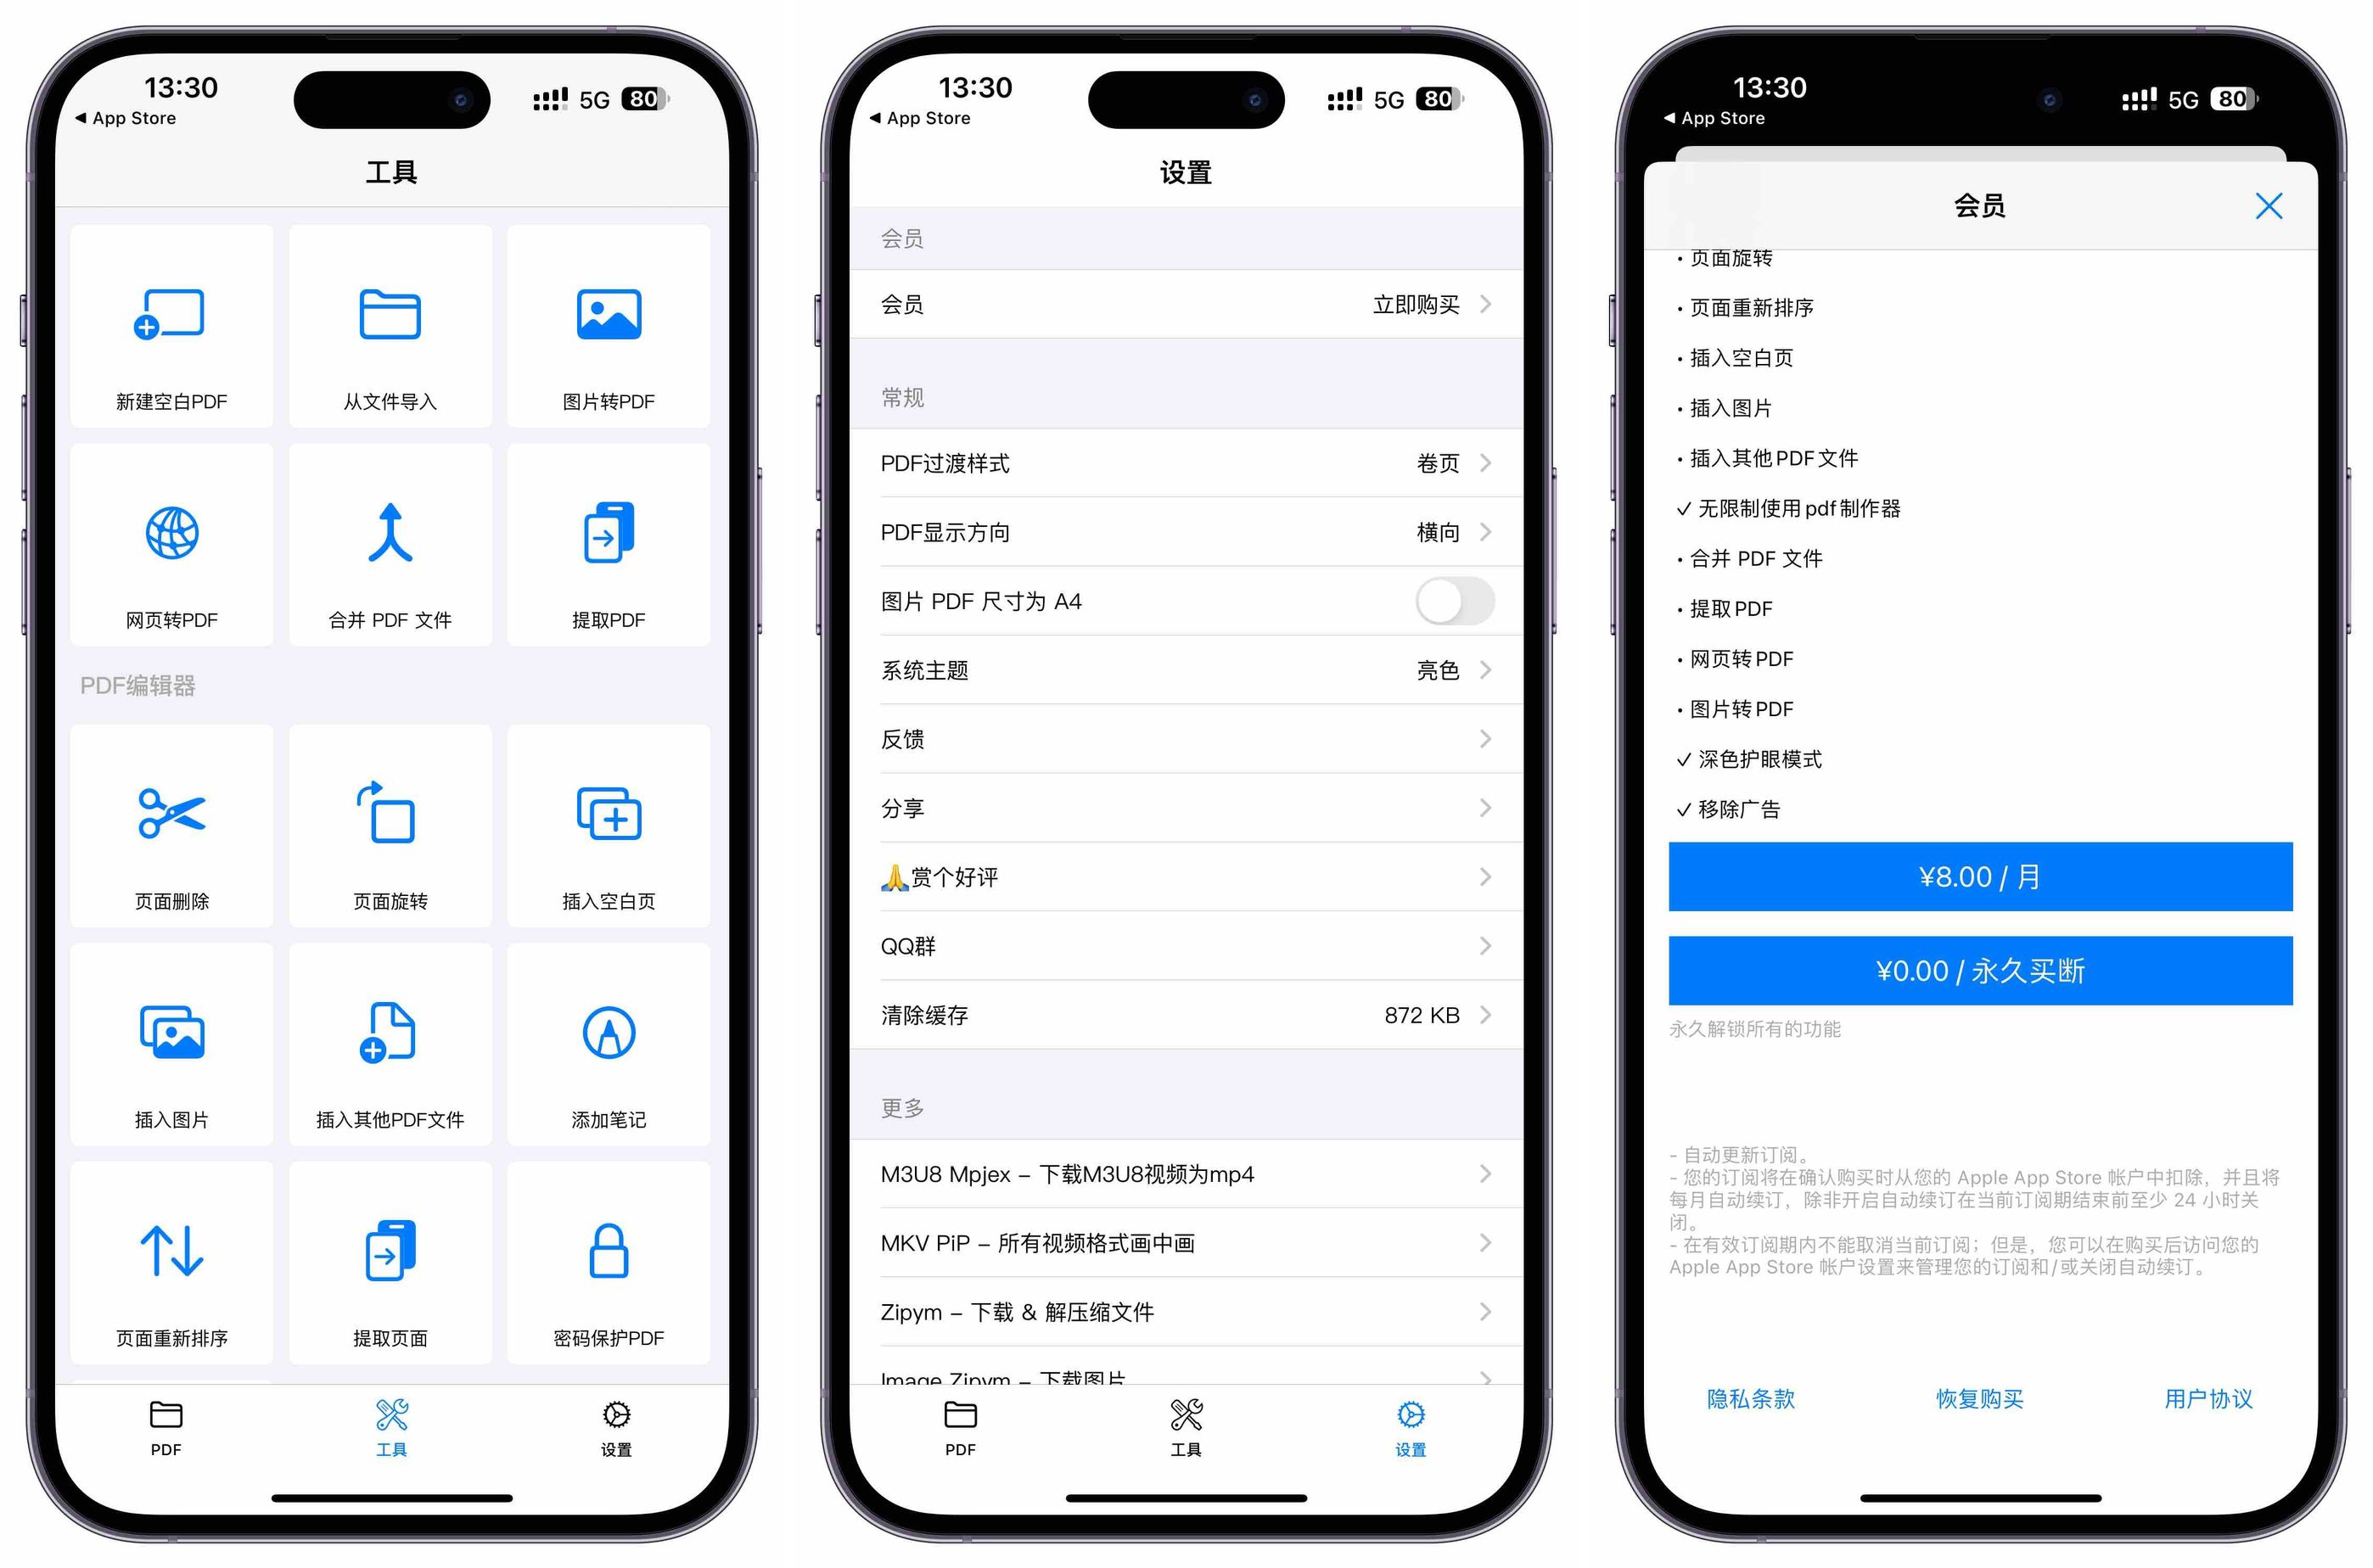 13:30
App Store
5G 80
工具
新建空白PDF
从文件导入
图片转PDF
网页转PDF
合并 PDF 文件
提取PDF
PDF编辑器
页面删除
页面旋转
插入空白页
插入图片
插入其他PDF文件
添加笔记
页面重新排序
提取页面
密码保护PDF
PDF
工具
设置
13:30
App Store
5G 80
设置
会员
会员 立即购买
常规
PDF过渡样式 卷页
PDF显示方向 横向
图片 PDF 尺寸为 A4
系统主题 亮色
反馈
分享
🙏赏个好评
QQ群
清除缓存 872 KB
更多
M3U8 Mpjex – 下载M3U8视频为mp4
MKV PiP – 所有视频格式画中画
Zipym – 下载 & 解压缩文件
Image Zipym – 下载图片
PDF
工具
设置
13:30
App Store
5G 80
会员
• 页面旋转
• 页面重新排序
• 插入空白页
• 插入图片
• 插入其他PDF文件
✓ 无限制使用pdf制作器
• 合并 PDF 文件
• 提取PDF
• 网页转PDF
• 图片转PDF
✓ 深色护眼模式
✓ 移除广告
¥8.00 / 月
¥0.00 / 永久买断
永久解锁所有的功能
- 自动更新订阅。
- 您的订阅将在确认购买时从您的 Apple App Store 帐户中扣除，并且将
每月自动续订，除非开启自动续订在当前订阅期结束前至少 24 小时关
闭。
- 在有效订阅期内不能取消当前订阅；但是，您可以在购买后访问您的
Apple App Store 帐户设置来管理您的订阅和/或关闭自动续订。
隐私条款
恢复购买
用户协议